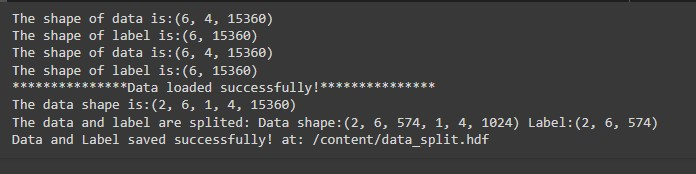 The shape of data is:(6, 4, 15360)
The shape of label is:(6, 15360)
The shape of data is:(6, 4, 15360)
The shape of label is:(6, 15360)
***************Data loaded successfully!***************
The data shape is:(2, 6, 1, 4, 15360)
The data and label are splited: Data shape:(2, 6, 574, 1, 4, 1024) Label:(2, 6, 574)
Data and Label saved successfully! at: /content/data_split.hdf